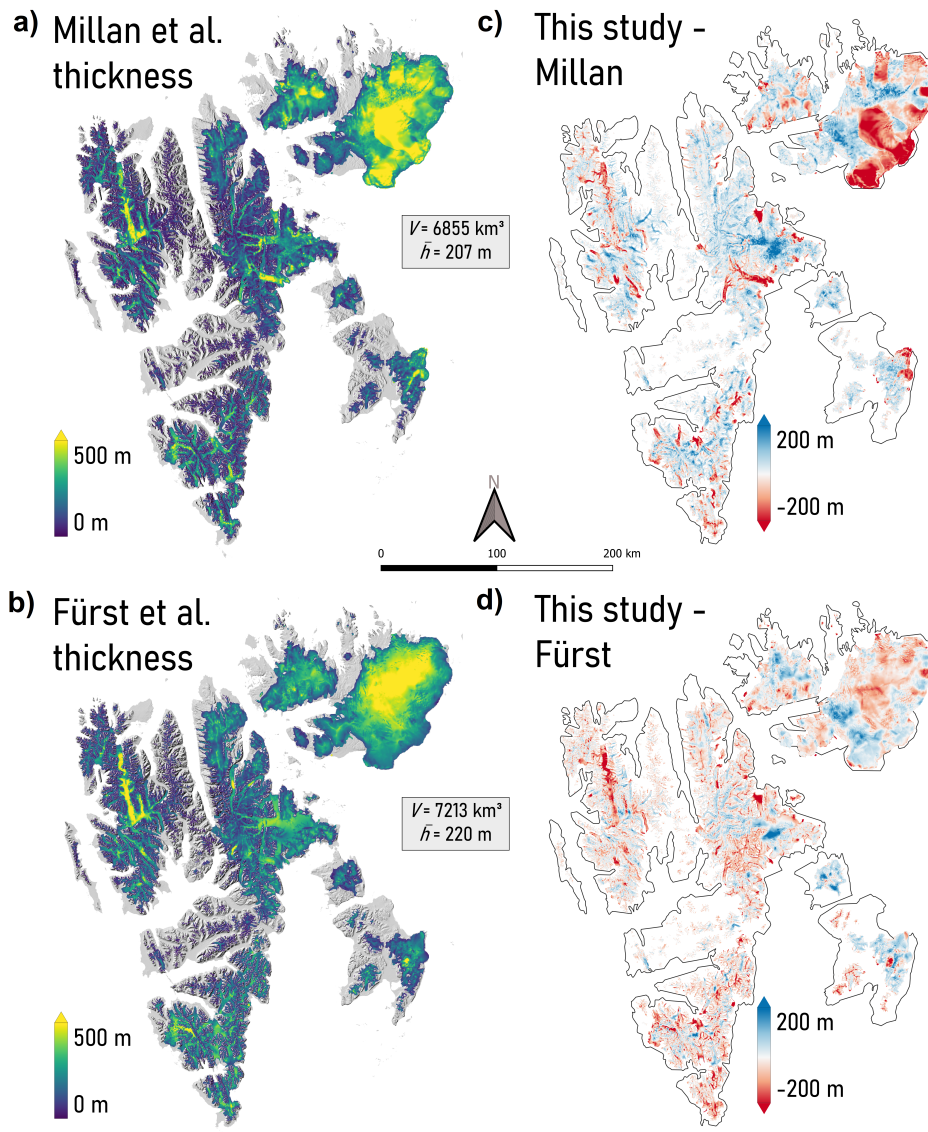 a) Millan et al.
thickness
V = 6855 km³
h̄ = 207 m
500 m
0 m
c) This study -
Millan
200 m
-200 m
N
0 100 200 km
b) Fürst et al.
thickness
V = 7213 km³
h̄ = 220 m
500 m
0 m
d) This study -
Fürst
200 m
-200 m